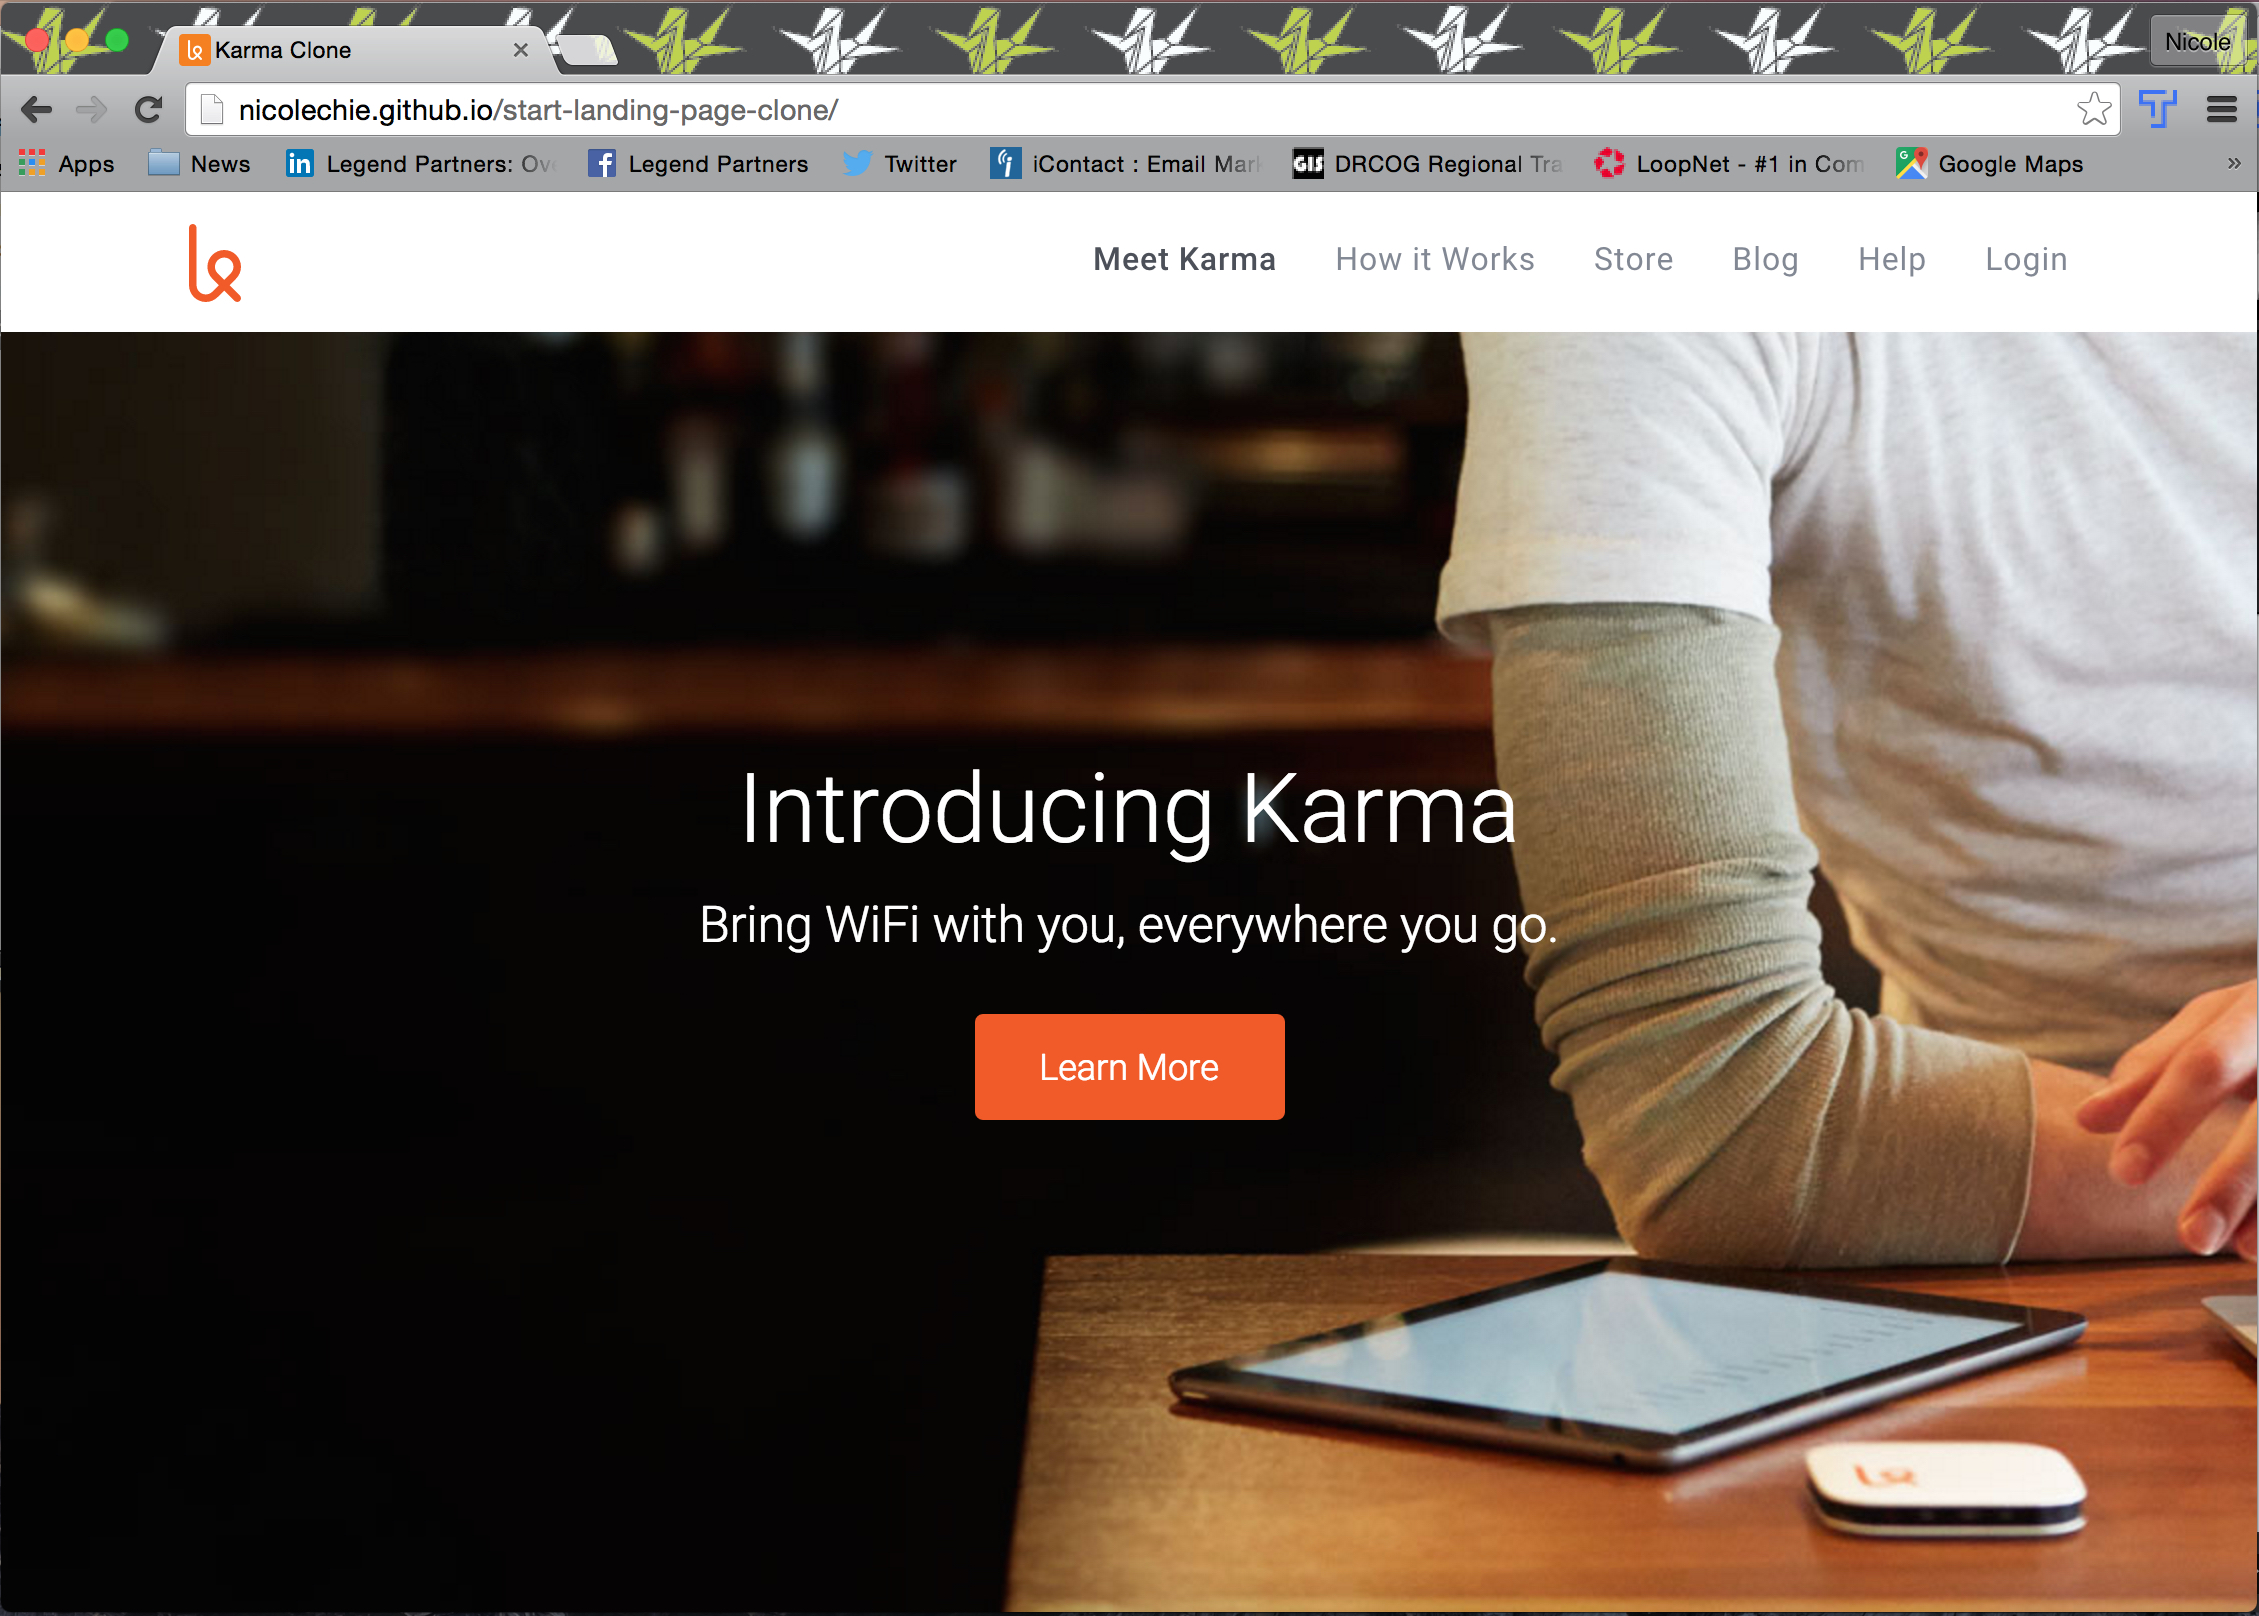 Karma Clone
Nicole
nicolechie.github.io/start-landing-page-clone/
Apps News Legend Partners: Ov Legend Partners Twitter iContact : Email Mar DRCOG Regional Tra LoopNet - #1 in Com Google Maps »
Meet Karma How it Works Store Blog Help Login
Introducing Karma
Bring WiFi with you, everywhere you go.
Learn More